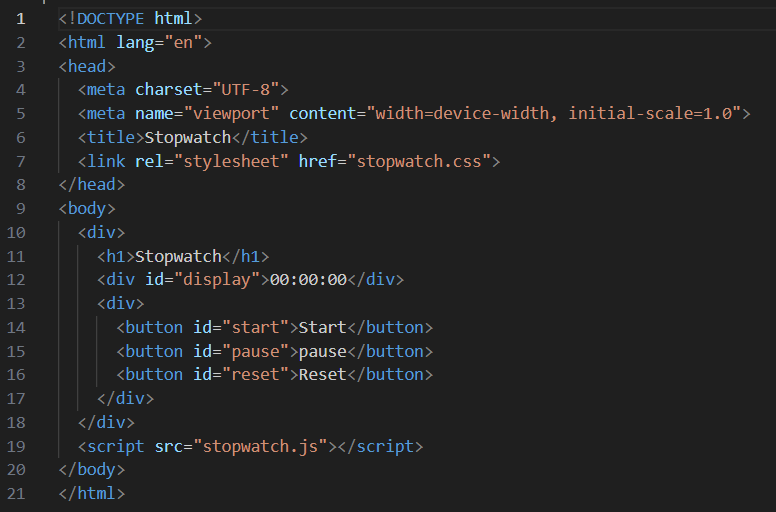 1 <!DOCTYPE html>
2 <html lang="en">
3 <head>
4   <meta charset="UTF-8">
5   <meta name="viewport" content="width=device-width, initial-scale=1.0">
6   <title>Stopwatch</title>
7   <link rel="stylesheet" href="stopwatch.css">
8 </head>
9 <body>
10   <div>
11     <h1>Stopwatch</h1>
12     <div id="display">00:00:00</div>
13     <div>
14       <button id="start">Start</button>
15       <button id="pause">pause</button>
16       <button id="reset">Reset</button>
17     </div>
18   </div>
19   <script src="stopwatch.js"></script>
20 </body>
21 </html>